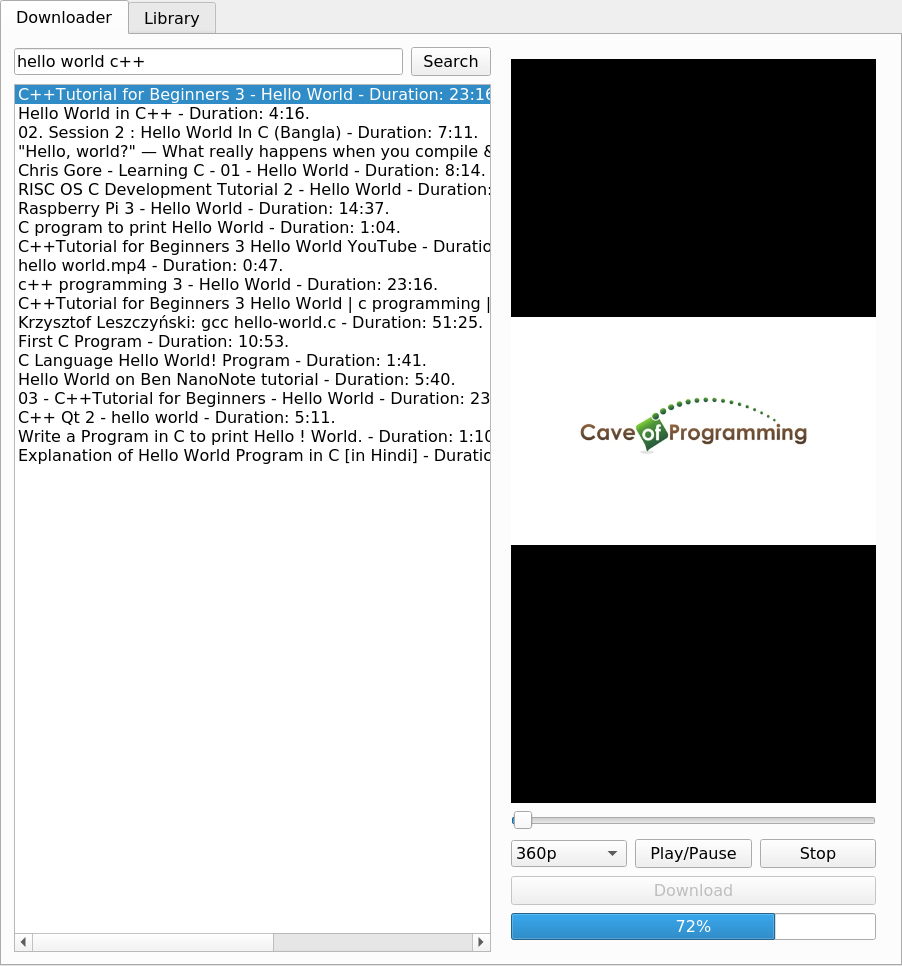 Downloader
Library
hello world c++
Search
C++Tutorial for Beginners 3 - Hello World - Duration: 23:16
Hello World in C++ - Duration: 4:16.
02. Session 2 : Hello World In C (Bangla) - Duration: 7:11.
"Hello, world?" — What really happens when you compile &
Chris Gore - Learning C - 01 - Hello World - Duration: 8:14.
RISC OS C Development Tutorial 2 - Hello World - Duration:
Raspberry Pi 3 - Hello World - Duration: 14:37.
C program to print Hello World - Duration: 1:04.
C++Tutorial for Beginners 3 Hello World YouTube - Duratio
hello world.mp4 - Duration: 0:47.
c++ programming 3 - Hello World - Duration: 23:16.
C++Tutorial for Beginners 3 Hello World | c programming |
Krzysztof Leszczyński: gcc hello-world.c - Duration: 51:25.
First C Program - Duration: 10:53.
C Language Hello World! Program - Duration: 1:41.
Hello World on Ben NanoNote tutorial - Duration: 5:40.
03 - C++Tutorial for Beginners - Hello World - Duration: 23
C++ Qt 2 - hello world - Duration: 5:11.
Write a Program in C to print Hello ! World. - Duration: 1:10
Explanation of Hello World Program in C [in Hindi] - Duratio
Cave of Programming
360p
Play/Pause
Stop
Download
72%